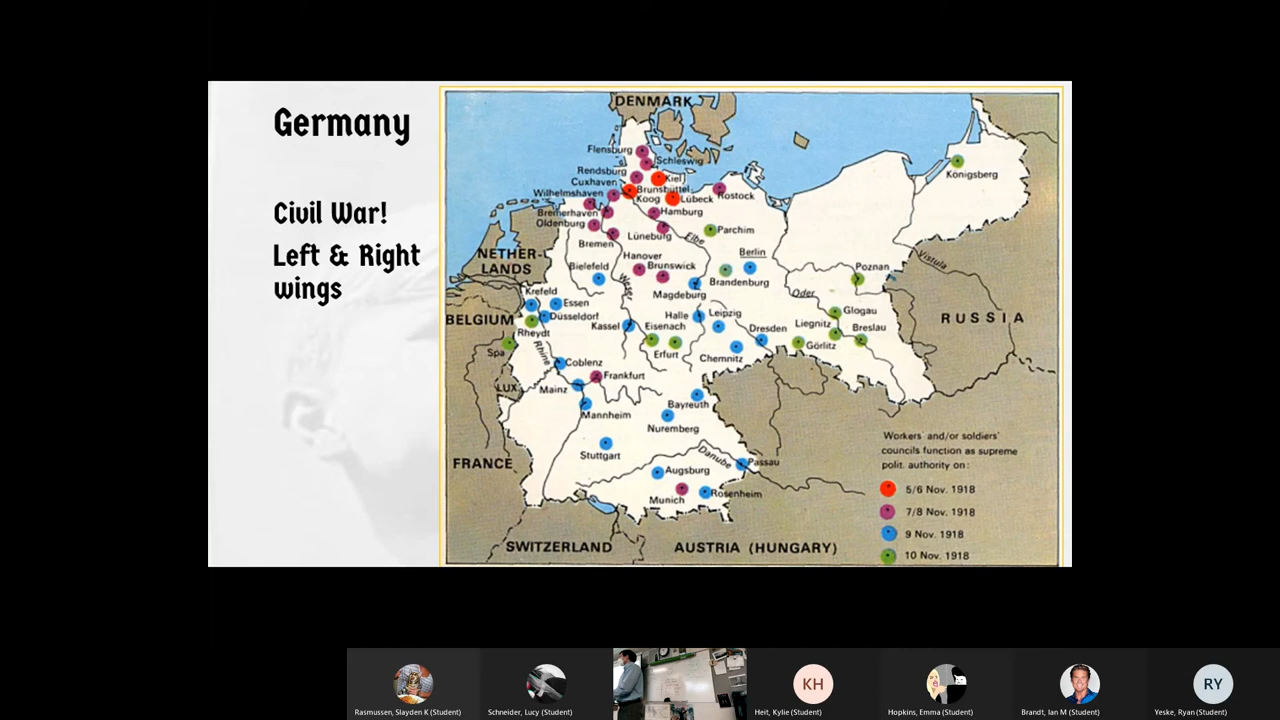 Germany
Civil War!
Left & Right
wings
DENMARK
Flensburg
Schleswig
Rendsburg
Kiel
Cuxhaven
Brunsbüttel
Koog
Wilhelmshaven
Lübeck
Rostock
Bremerhaven
Hamburg
Oldenburg
Lüneburg
Bremen
Elbe
Parchim
Königsberg
NETHER-
LANDS
Hanover
Berlin
Bielefeld
Brunswick
Weser
Brandenburg
Magdeburg
Poznan
Vistula
Oder
Krefeld
Essen
Düsseldorf
BELGIUM
Rheydt
Kassel
Eisenach
Halle
Leipzig
Glogau
Liegnitz
Breslau
RUSSIA
Spa
Rhine
Erfurt
Chemnitz
Dresden
Görlitz
Coblenz
LUX.
Mainz
Frankfurt
Mannheim
Bayreuth
Nuremberg
Stuttgart
Danube
Passau
FRANCE
Augsburg
Munich
Rosenheim
SWITZERLAND
AUSTRIA (HUNGARY)
Workers' and/or soldiers'
councils function as supreme
polit. authority on:
5/6 Nov. 1918
7/8 Nov. 1918
9 Nov. 1918
10 Nov. 1918
KH
RY
Rasmussen, Slayden K (Student)
Schneider, Lucy (Student)
Heit, Kylie (Student)
Hopkins, Emma (Student)
Brandt, Ian M (Student)
Yeske, Ryan (Student)